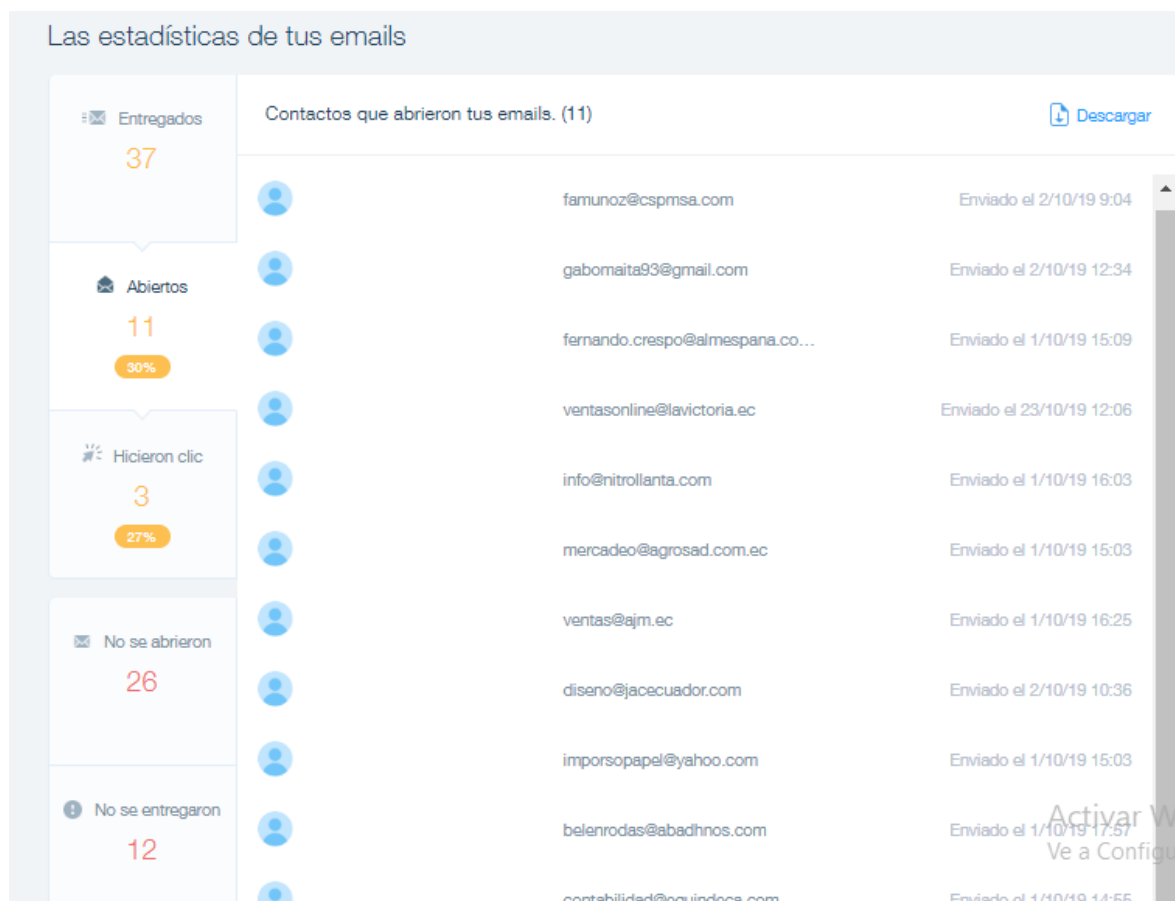 Las estadísticas de tus emails
Entregados
37
Abiertos
11
30%
Hicieron clic
3
27%
No se abrieron
26
No se entregaron
12
Contactos que abrieron tus emails. (11)
Descargar
famunoz@cspmsa.com Enviado el 2/10/19 9:04
gabomaita93@gmail.com Enviado el 2/10/19 12:34
fernando.crespo@almespana.co... Enviado el 1/10/19 15:09
ventasonline@lavictoria.ec Enviado el 23/10/19 12:06
info@nitrollanta.com Enviado el 1/10/19 16:03
mercadeo@agrosad.com.ec Enviado el 1/10/19 15:03
ventas@ajm.ec Enviado el 1/10/19 16:25
diseno@jacecuador.com Enviado el 2/10/19 10:36
imporsopapel@yahoo.com Enviado el 1/10/19 15:03
belenrodas@abadhnos.com Enviado el 1/10/19 17:57
Enviado el 1/10/19 14:55
Activar W
Ve a Configu